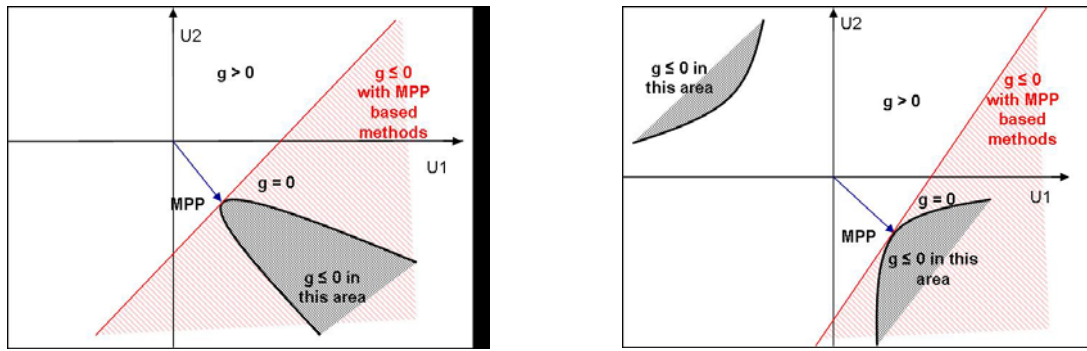 U2
g > 0
g ≤ 0
with MPP
based
methods
U1
g = 0
MPP
g ≤ 0 in
this area
U2
g ≤ 0 in
this area
g > 0
g ≤ 0
with MPP
based
methods
g = 0
U1
MPP
g ≤ 0 in this
area